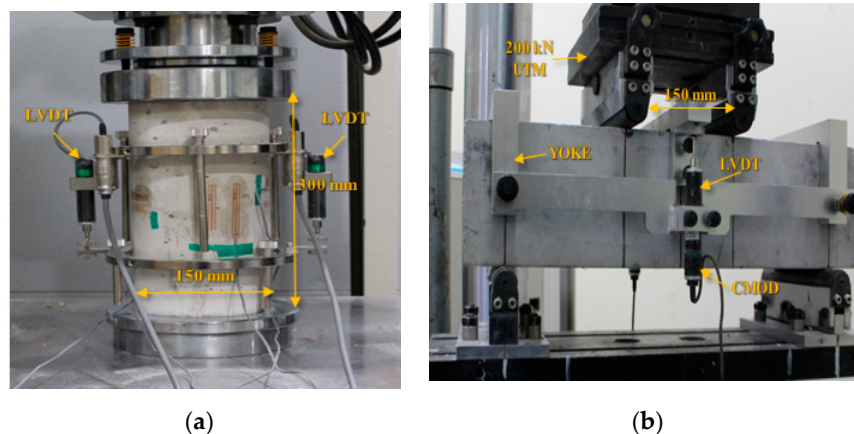 LVDT
LVDT
300 mm
150 mm
(a)
200 kN
UTM
150 mm
YOKE
LVDT
CMOD
(b)